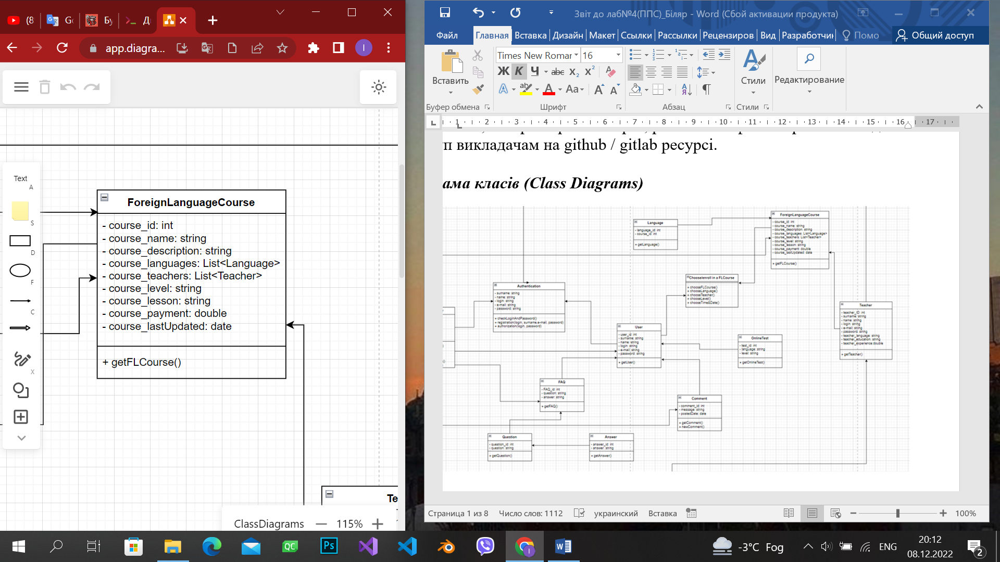 (8
G
Бу
Д
app.diagra...
I
Text
A
S
D
F
C
X
ForeignLanguageCourse
- course_id: int
- course_name: string
- course_description: string
- course_languages: List<Language>
- course_teachers: List<Teacher>
- course_level: string
- course_lesson: string
- course_payment: double
- course_lastUpdated: date
+ getFLCourse()
Te
ClassDiagrams — 115% +
Звіт до лаб№4(ППС)_Біляр - Word (Сбой активации продукта)
Файл Главная Вставка Дизайн Макет Ссылки Рассылки Рецензиров Вид Разработчи Помо Общий доступ
Times New Romar 16
Вставить
Ж К Ч abc X₂ X²
Стили
Редактирование
Буфер обмена Шрифт Абзац Стили
1 2 3 4 5 6 7 8 9 10 11 12 13 14 15 16 17
п викладачам на github / gitlab ресурсі.
ама класів (Class Diagrams)
Language
- language_id: int
- course_id: int
+ getLanguage()
ForeignLanguageCourse
- course_id: int
- course_name: string
- course_description: string
- course_languages: List<Language>
- course_teachers: List<Teacher>
- course_level: string
- course_lesson: string
- course_payment: double
- course_lastUpdated: date
+ getFLCourse()
Choose/enroll in a FLCourse
+ chooseFLCourse()
+ chooseLanguage()
+ chooseTeacher()
+ chooseLevel()
+ chooseTime&Date()
Authentication
- surname: string
- name: string
- login: string
- e-mail: string
- password: string
+ checkLoginAndPassword()
+ registration(login, surname,e-mail, password)
+ authorization(login, password)
Teacher
- teacher_ID: int
- surname: string
- name: string
- login: string
- e-mail: string
- password: string
- teacher_language: string
- teacher_education: string
- teacher_experience:double
+ getTeacher()
User
- user_id: int
- surname: string
- name: string
- login: string
- e-mail: string
- password: string
+ getUser()
OnlineTest
- test_id: int
- language: string
- level: string
+ getOnlineTest()
FAQ
- FAQ_id: int
- question: string
- answer: string
+ getFAQ()
Comment
- comment_id: int
- message: string
- postedDate: date
+ getComment()
+ newComment()
Question
- question_id: int
- question: string
+ getQuestion()
Answer
- answer_id: int
- answer: string
+ getAnswer()
Страница 1 из 8 Число слов: 1112 украинский Вставка 100%
QC
Ps
-3°C Fog
ENG
20:12
08.12.2022
2